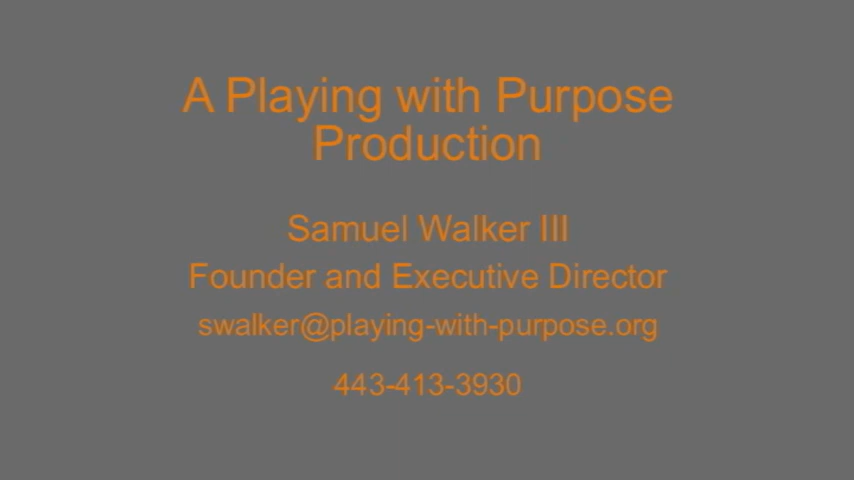 A Playing with Purpose
Production
Samuel Walker III
Founder and Executive Director
swalker@playing-with-purpose.org
443-413-3930